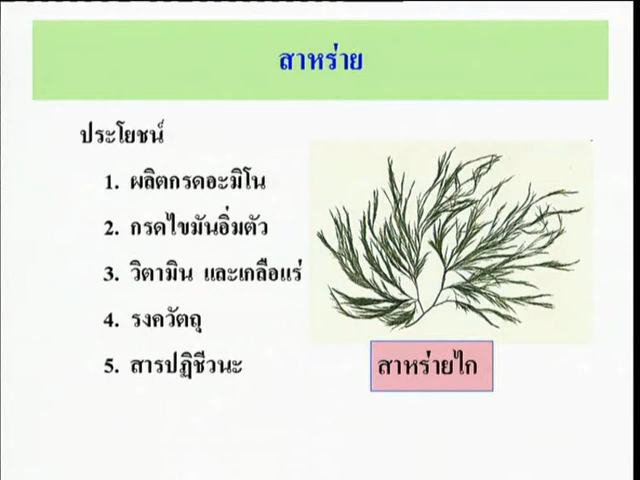 สาหร่าย
ประโยชน์
1. ผลิตกรดอะมิโน
2. กรดไขมันอิ่มตัว
3. วิตามิน และเกลือแร่
4. รงควัตถุ
5. สารปฏิชีวนะ
สาหร่ายไก